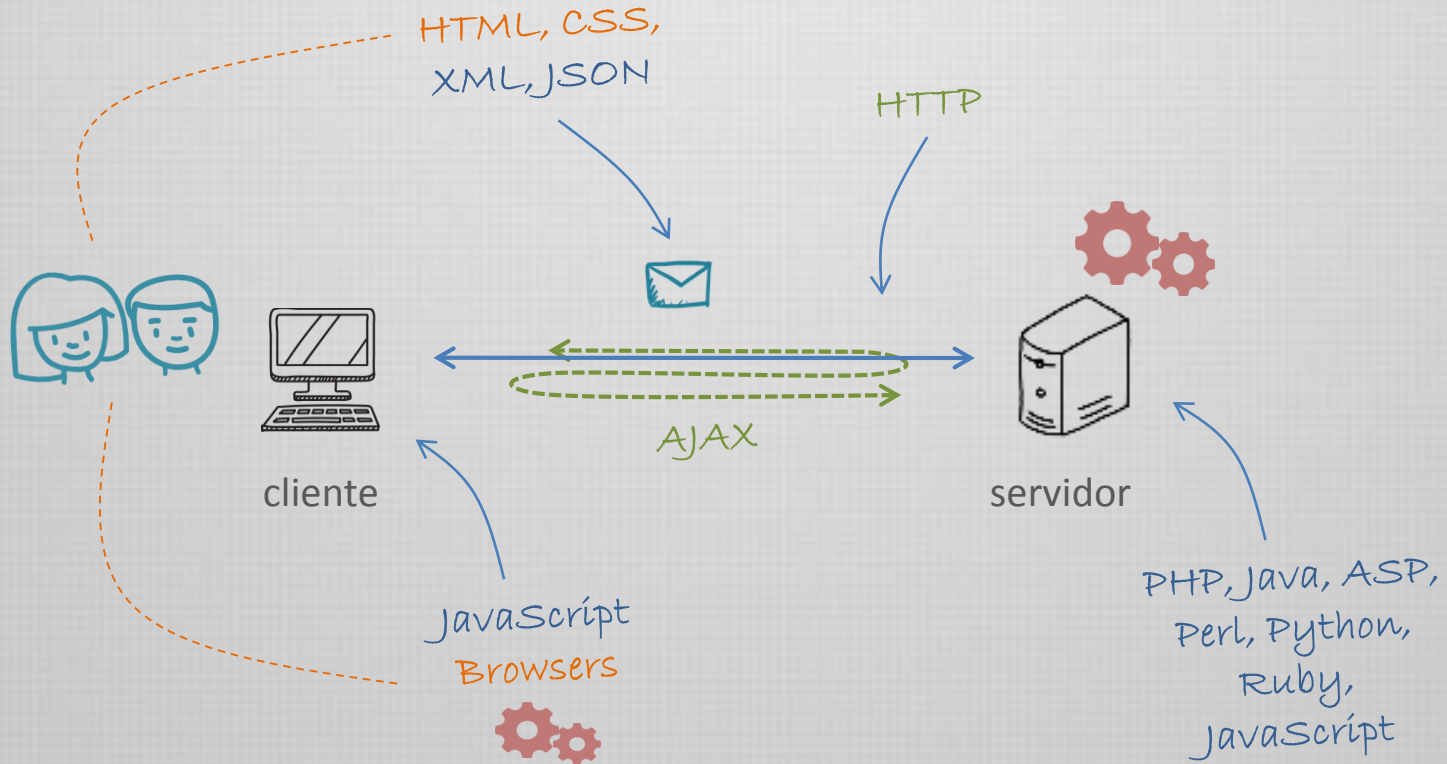 HTML, CSS,
XML, JSON
HTTP
AJAX
cliente
servidor
JavaScript
Browsers
PHP, Java, ASP,
Perl, Python,
Ruby,
JavaScript